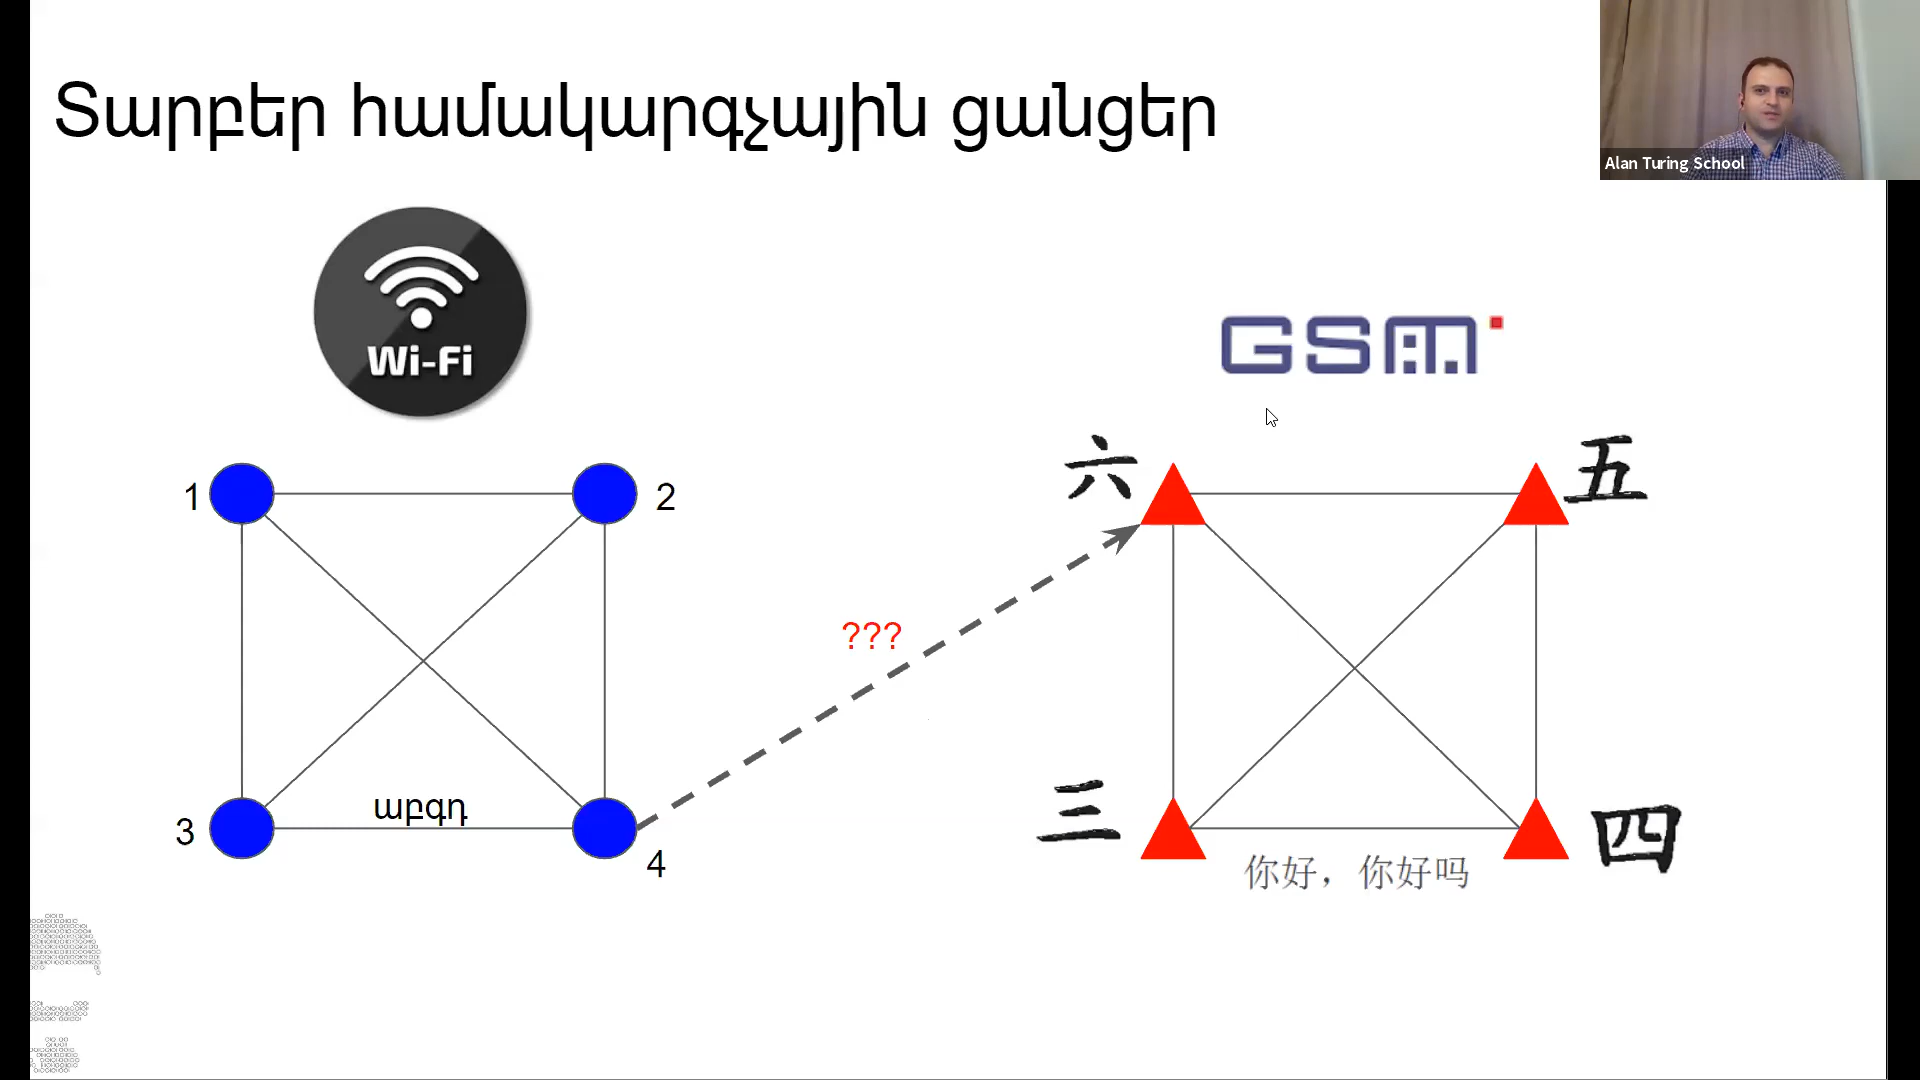 Տարբեր համակարգչային ցանցեր
Alan Turing School
Wi-Fi
GSM
六
五
1
2
???
三
四
3
աբգդ
4
你好，你好吗